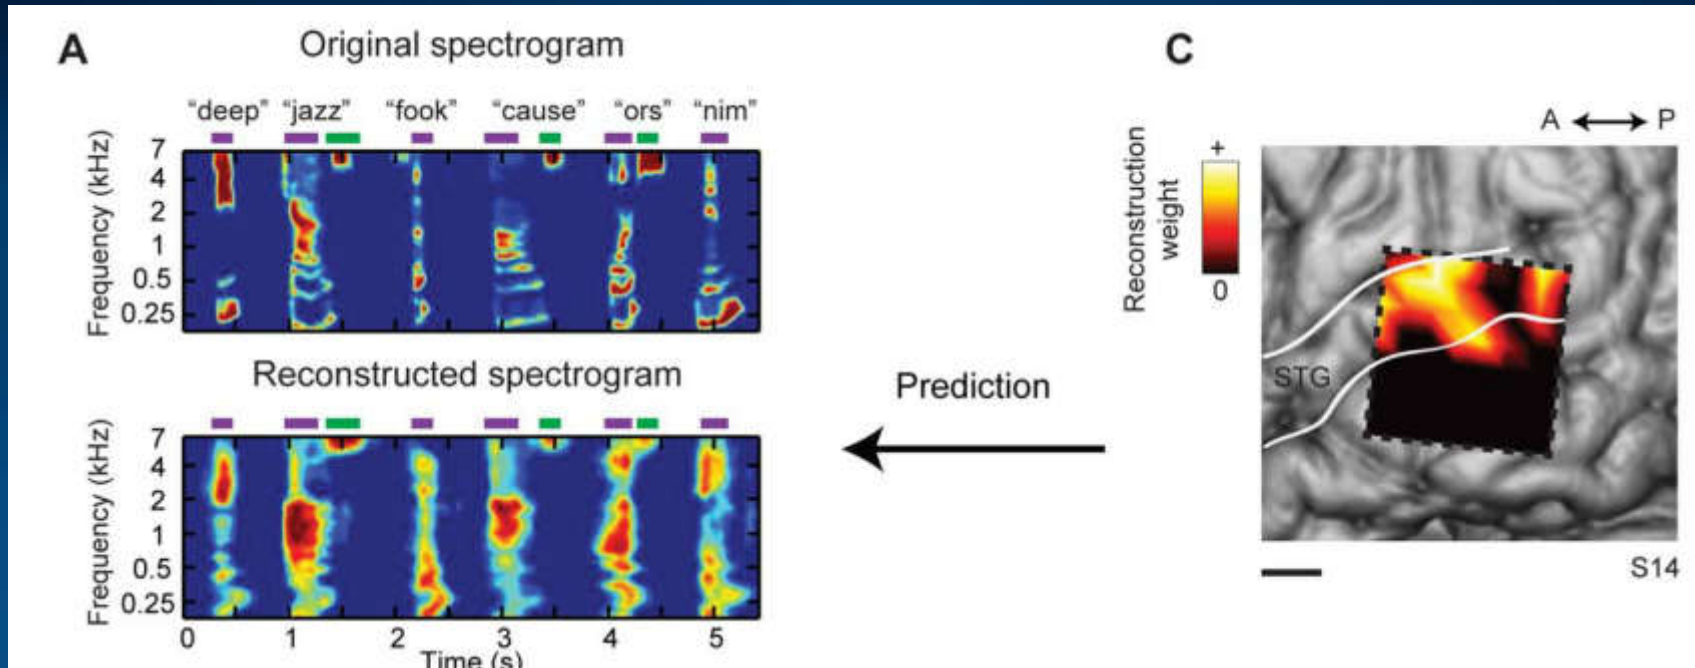 A
Original spectrogram
“deep” “jazz” “fook” “cause” “ors” “nim”
Frequency (kHz)
7
4
2
1
0.5
0.25
Reconstructed spectrogram
Frequency (kHz)
7
4
2
1
0.5
0.25
0 1 2 3 4 5
Time (s)
Prediction
C
A P
Reconstruction
weight
+
0
STG
S14